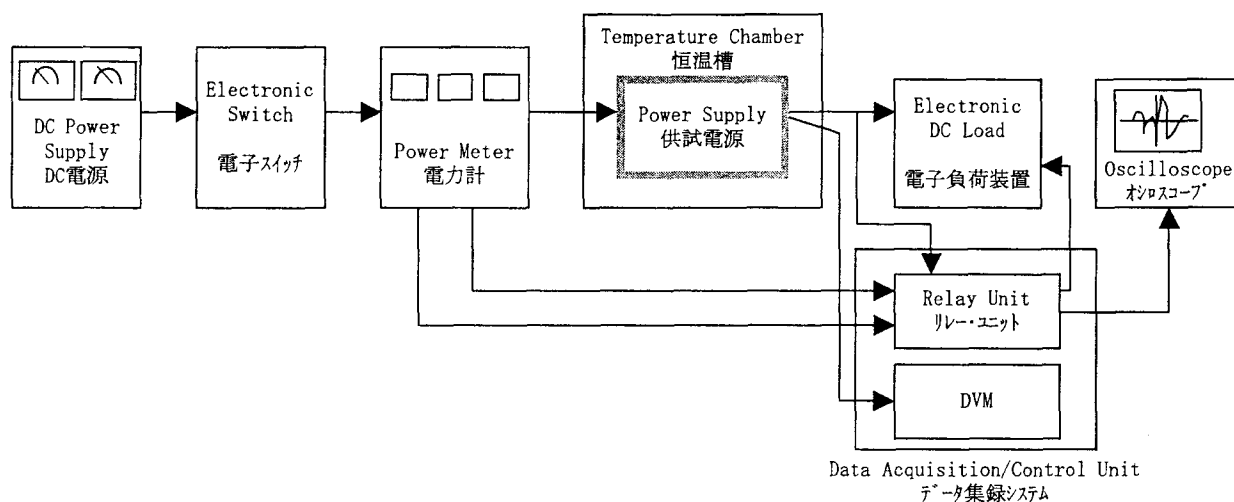 DC Power
Supply
DC電源
Electronic
Switch
電子スイッチ
Power Meter
電力計
Temperature Chamber
恒温槽
Power Supply
供試電源
Electronic
DC Load
電子負荷装置
Oscilloscope
オシロスコープ
Relay Unit
リレー・ユニット
DVM
Data Acquisition/Control Unit
データ集録システム